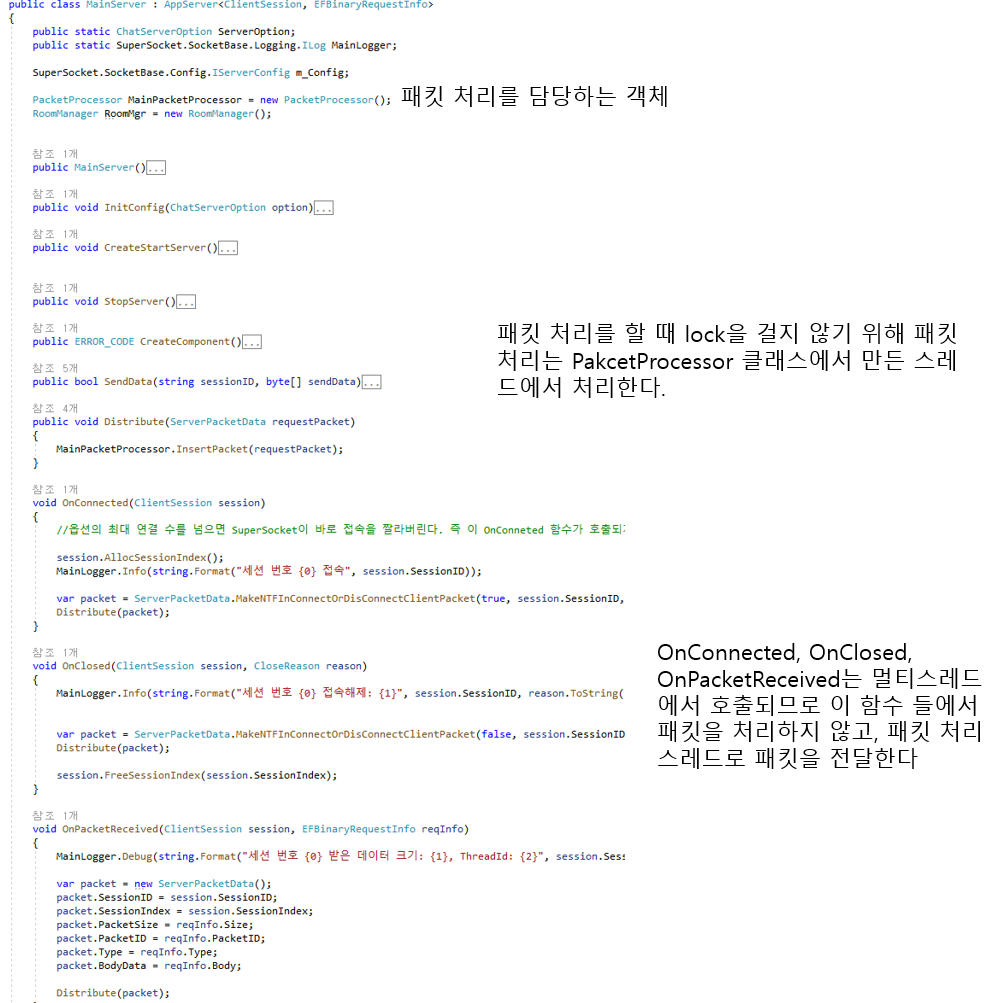 public class MainServer : AppServer<ClientSession, EFBinaryRequestInfo>
{
public static ChatServerOption ServerOption;
public static SuperSocket.SocketBase.Logging.ILog MainLogger;
SuperSocket.SocketBase.Config.IServerConfig m_Config;
PacketProcessor MainPacketProcessor = new PacketProcessor(); 패킷 처리를 담당하는 객체
RoomManager RoomMgr = new RoomManager();
참조 1개
public MainServer()...
참조 1개
public void InitConfig(ChatServerOption option)...
참조 1개
public void CreateStartServer()...
참조 1개
public void StopServer()...
참조 1개
public ERROR_CODE CreateComponent()...
참조 5개
public bool SendData(string sessionID, byte[] sendData)...
패킷 처리를 할 때 lock을 걸지 않기 위해 패킷
처리는 PakcetProcessor 클래스에서 만든 스레
드에서 처리한다.
참조 4개
public void Distribute(ServerPacketData requestPacket)
{
MainPacketProcessor.InsertPacket(requestPacket);
}
참조 1개
void OnConnected(ClientSession session)
{
//옵션의 최대 연결 수를 넘으면 SuperSocket이 바로 접속을 짤라버린다. 즉 이 OnConneted 함수가 호출되
session.AllocSessionIndex();
MainLogger.Info(string.Format("세션 번호 {0} 접속", session.SessionID));
var packet = ServerPacketData.MakeNTFInConnectOrDisConnectClientPacket(true, session.SessionID,
Distribute(packet);
}
참조 1개
void OnClosed(ClientSession session, CloseReason reason)
{
MainLogger.Info(string.Format("세션 번호 {0} 접속해제: {1}", session.SessionID, reason.ToString(
var packet = ServerPacketData.MakeNTFInConnectOrDisConnectClientPacket(false, session.SessionID
Distribute(packet);
session.FreeSessionIndex(session.SessionIndex);
}
OnConnected, OnClosed,
OnPacketReceived는 멀티스레드
에서 호출되므로 이 함수 들에서
패킷을 처리하지 않고, 패킷 처리
스레드로 패킷을 전달한다
참조 1개
void OnPacketReceived(ClientSession session, EFBinaryRequestInfo reqInfo)
{
MainLogger.Debug(string.Format("세션 번호 {0} 받은 데이터 크기: {1}, ThreadId: {2}", session.Ses
var packet = new ServerPacketData();
packet.SessionID = session.SessionID;
packet.SessionIndex = session.SessionIndex;
packet.PacketSize = reqInfo.Size;
packet.PacketID = reqInfo.PacketID;
packet.Type = reqInfo.Type;
packet.BodyData = reqInfo.Body;
Distribute(packet);